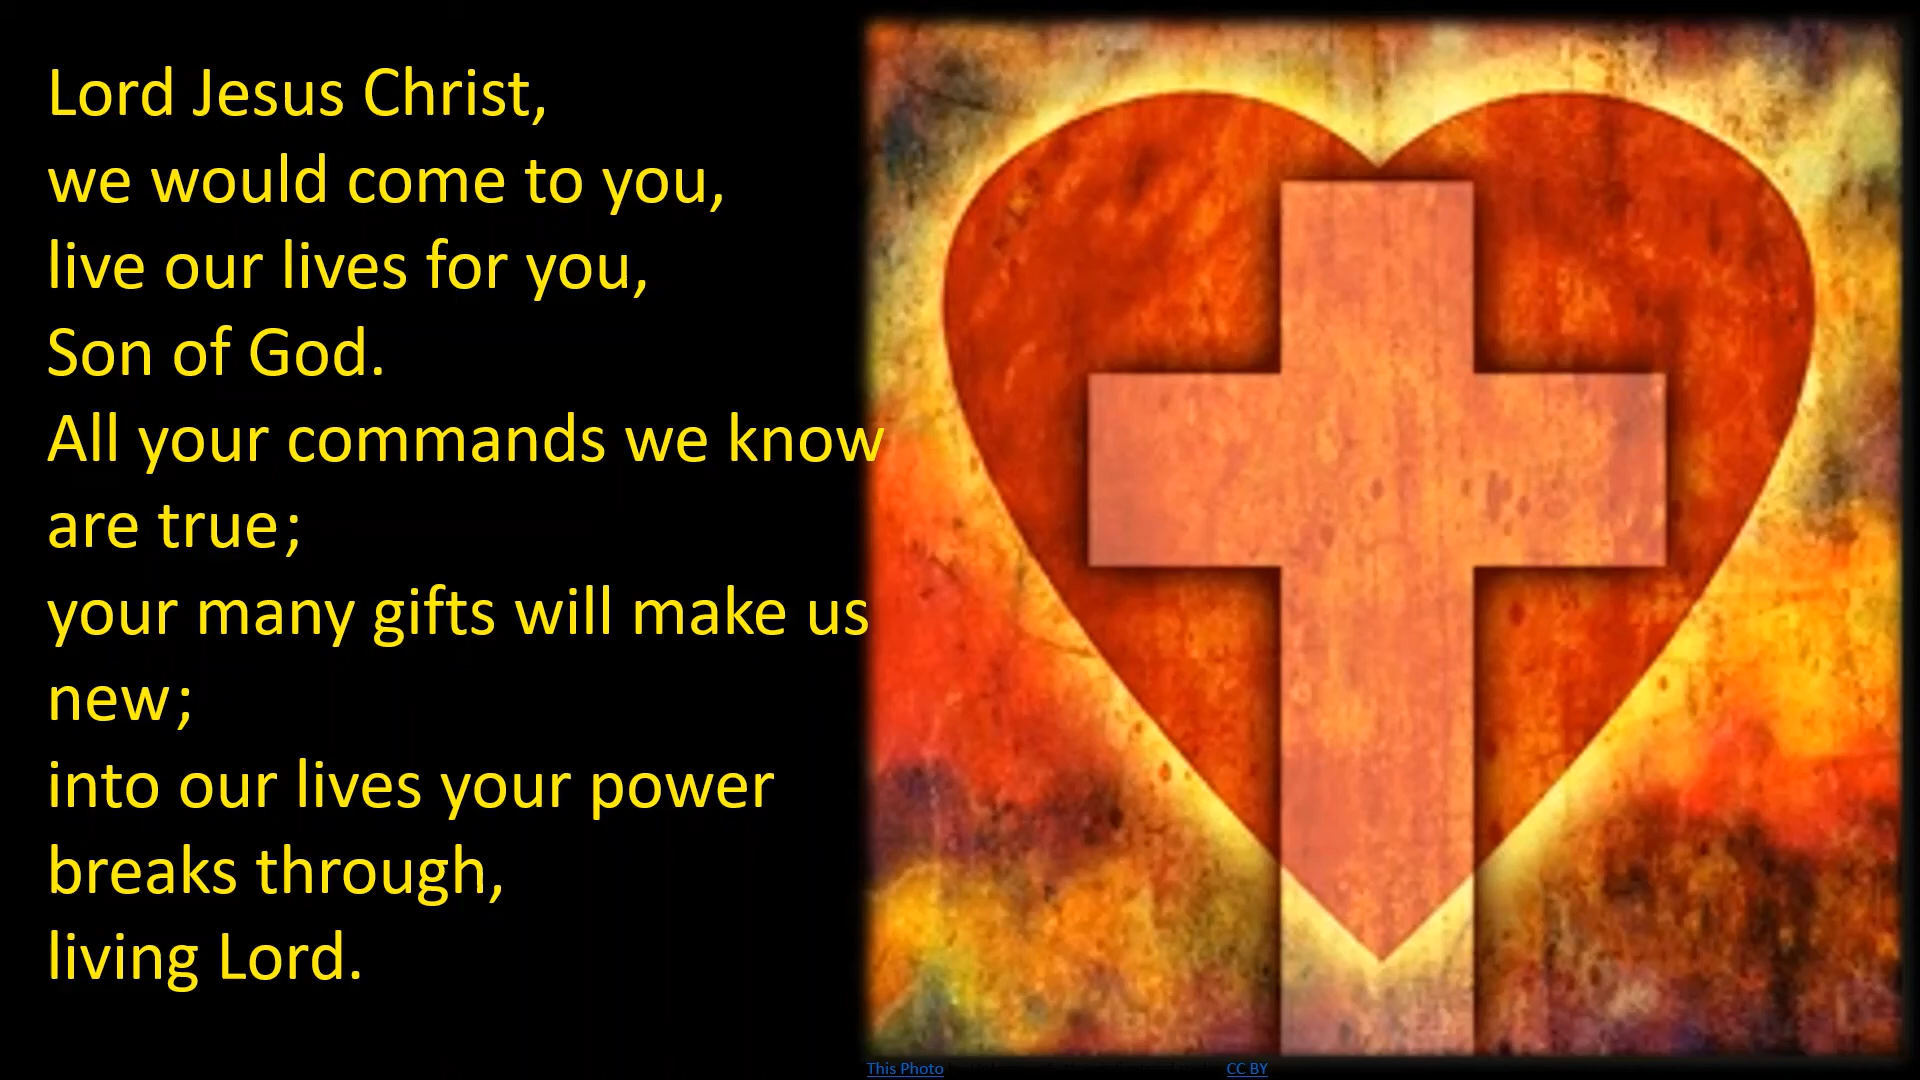 Lord Jesus Christ,
we would come to you,
live our lives for you,
Son of God.
All your commands we know
are true;
your many gifts will make us
new;
into our lives your power
breaks through,
living Lord.
This Photo CC BY